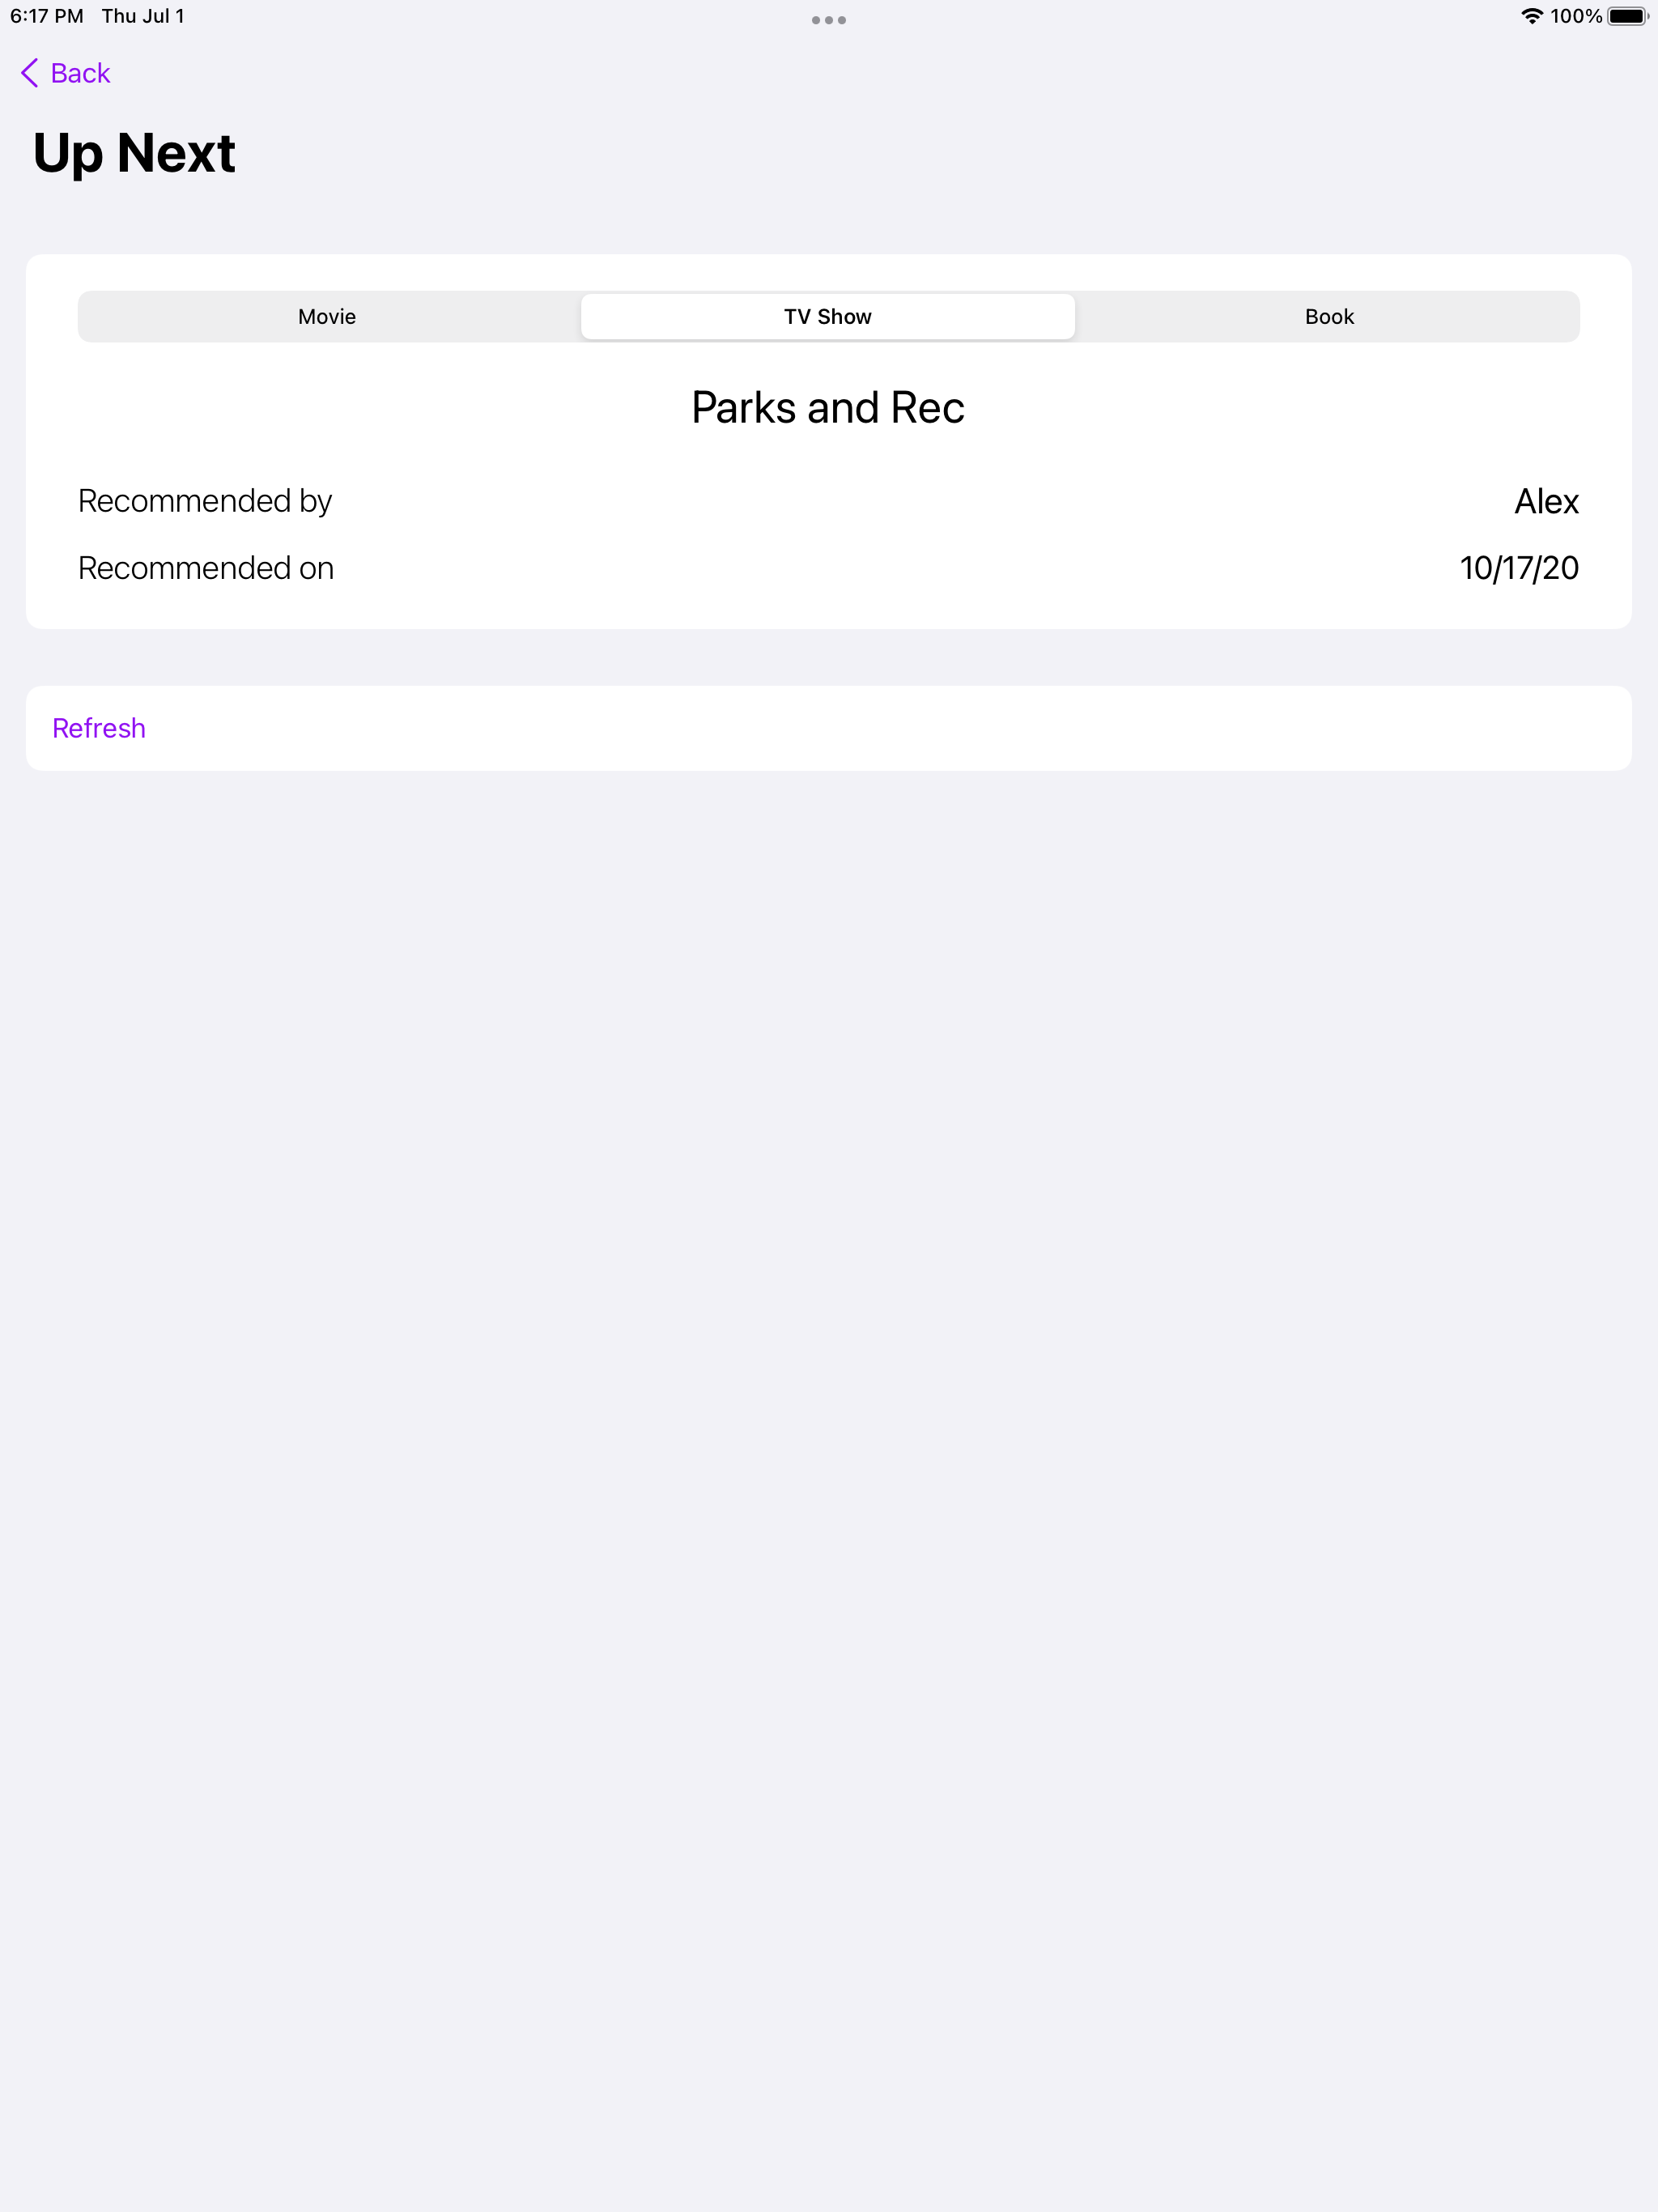 6:17 PM Thu Jul 1 100%
Back
Up Next
Movie TV Show Book
Parks and Rec
Recommended by Alex
Recommended on 10/17/20
Refresh